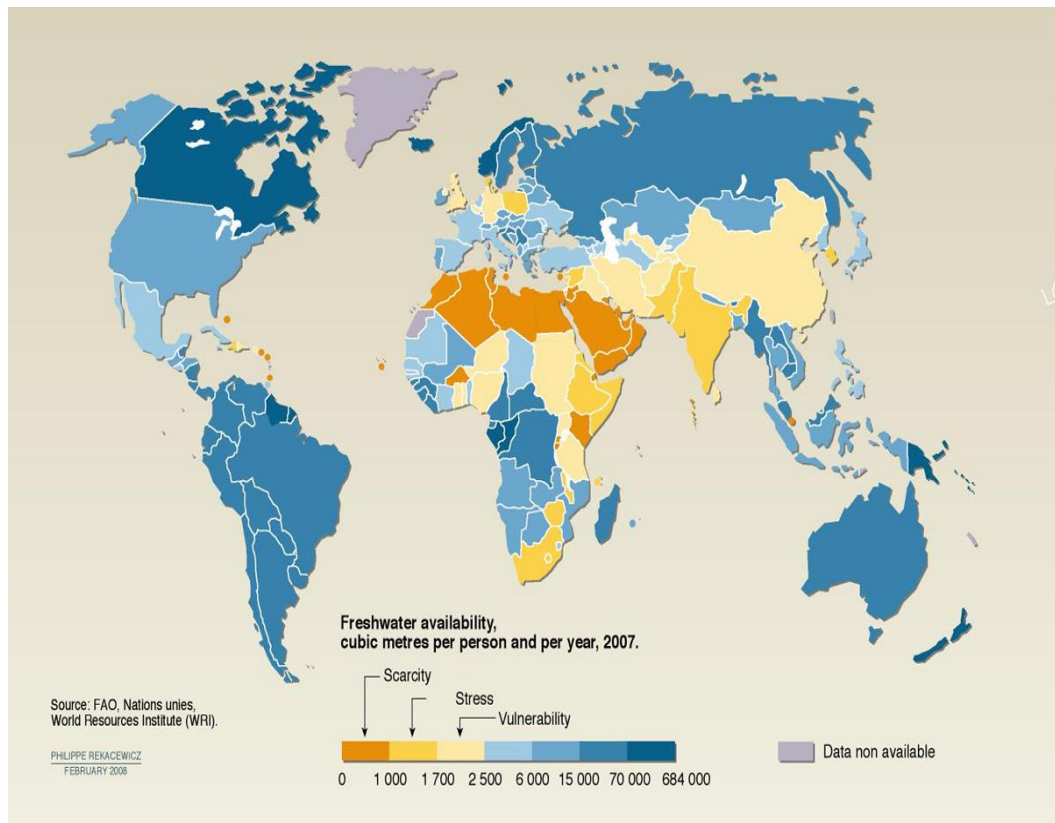 Freshwater availability,
cubic metres per person and per year, 2007.
Scarcity
Stress
Vulnerability
0 1 000 1 700 2 500 6 000 15 000 70 000 684 000
Data non available
Source: FAO, Nations unies,
World Resources Institute (WRI).
PHILIPPE REKACEWICZ
FEBRUARY 2008